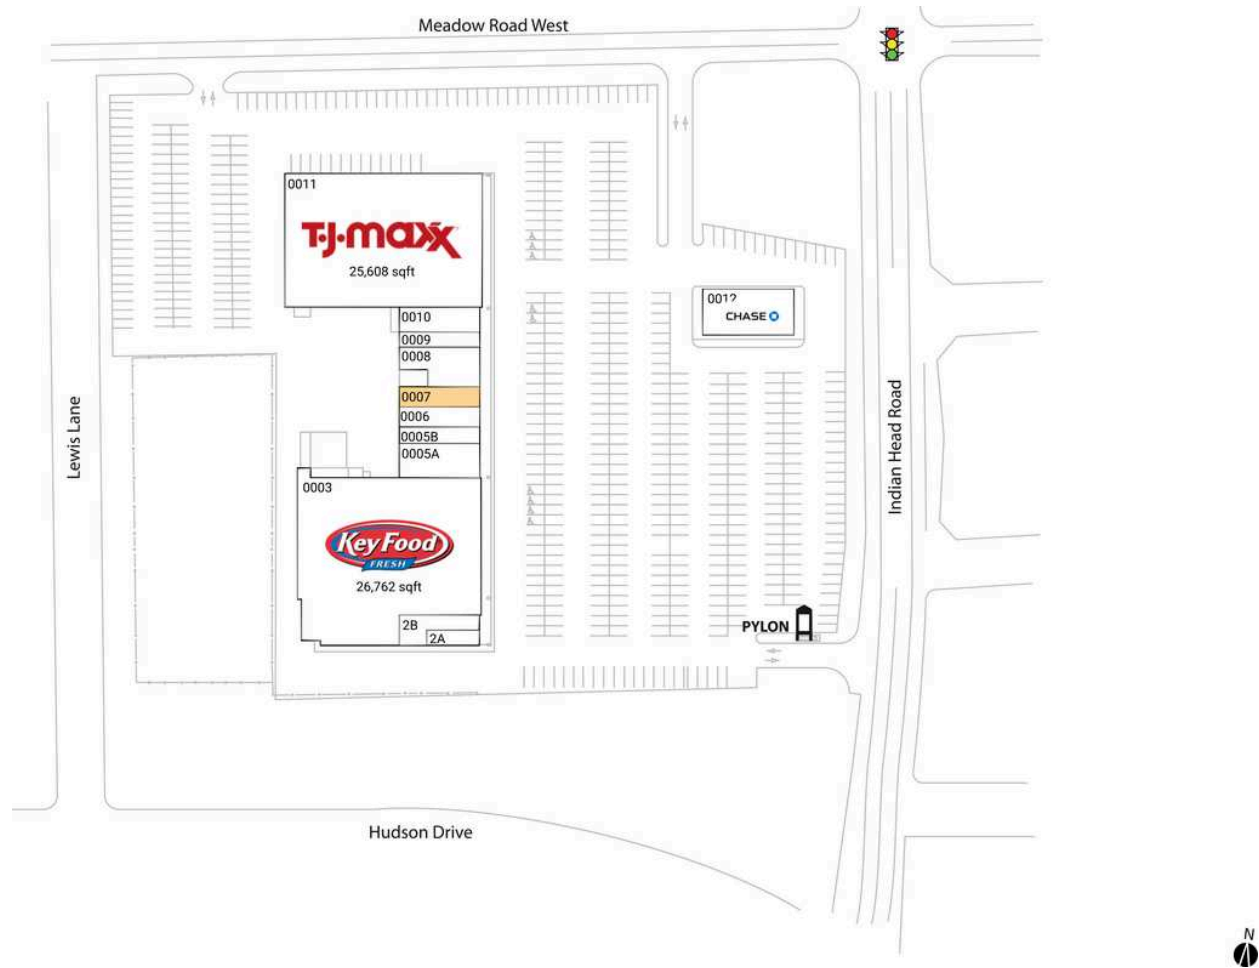 Meadow Road West
0011
T·J·maxx
25,608 sqft
0010
0009
0008
0007
0006
0005B
0005A
0003
Key Food
FRESH
26,762 sqft
2B
2A
0012
CHASE
Lewis Lane
Indian Head Road
PYLON
Hudson Drive
N